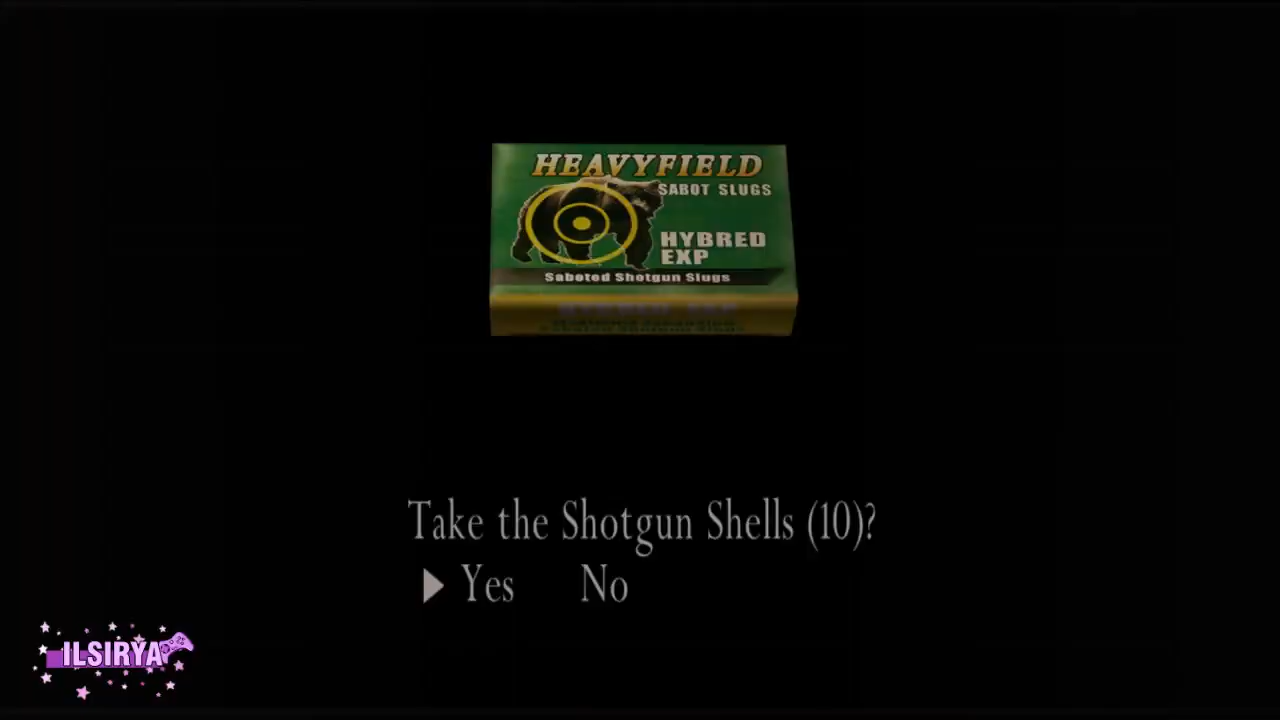 HEAVYFIELD
SABOT SLUGS
HYBRED
EXP
Saboted Shotgun Slugs
Take the Shotgun Shells (10)?
Yes No
ILSIRYA